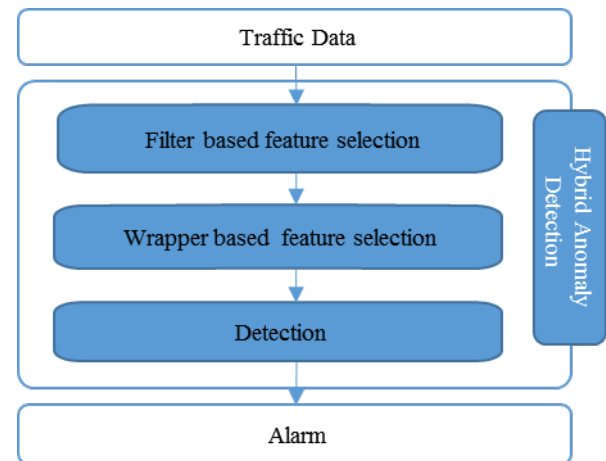 Traffic Data
Filter based feature selection
Wrapper based feature selection
Detection
Hybrid Anomaly
Detection
Alarm